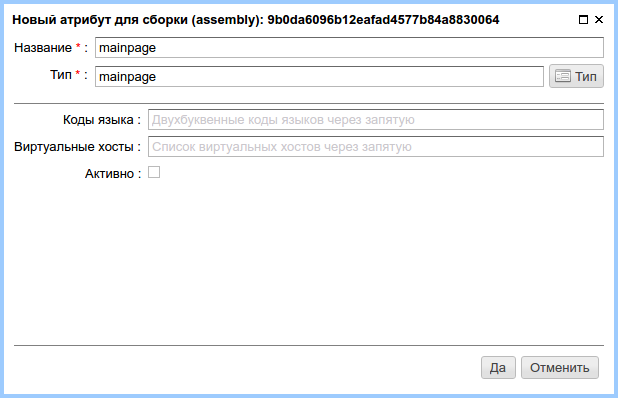 Новый атрибут для сборки (assembly): 9b0da6096b12eafad4577b84a8830064
Название * : mainpage
Тип * : mainpage Тип
Коды языка : Двухбуквенные коды языков через запятую
Виртуальные хосты : Список виртуальных хостов через запятую
Активно :
Да Отменить